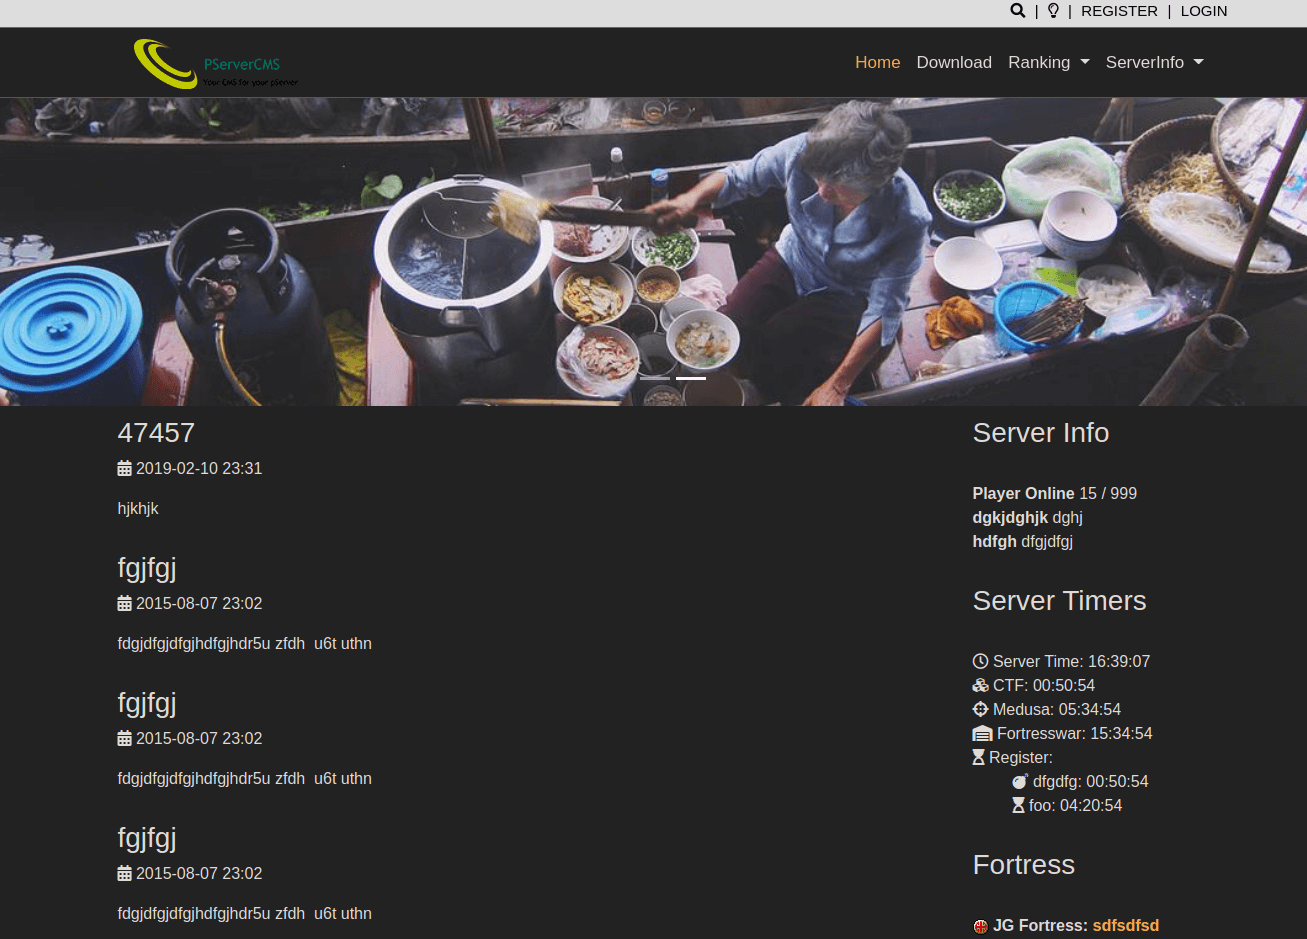 | | REGISTER | LOGIN
PServerCMS
Your CMS for your pServer
Home Download Ranking ServerInfo
47457
2019-02-10 23:31
hjkhjk
fgjfgj
2015-08-07 23:02
fdgjdfgjdfgjhdfgjhdr5u zfdh  u6t uthn
fgjfgj
2015-08-07 23:02
fdgjdfgjdfgjhdfgjhdr5u zfdh  u6t uthn
fgjfgj
2015-08-07 23:02
fdgjdfgjdfgjhdfgjhdr5u zfdh  u6t uthn
Server Info
Player Online 15 / 999
dgkjdghjk dghj
hdfgh dfgjdfgj
Server Timers
Server Time: 16:39:07
CTF: 00:50:54
Medusa: 05:34:54
Fortresswar: 15:34:54
Register:
dfgdfg: 00:50:54
foo: 04:20:54
Fortress
JG Fortress: sdfsdfsd